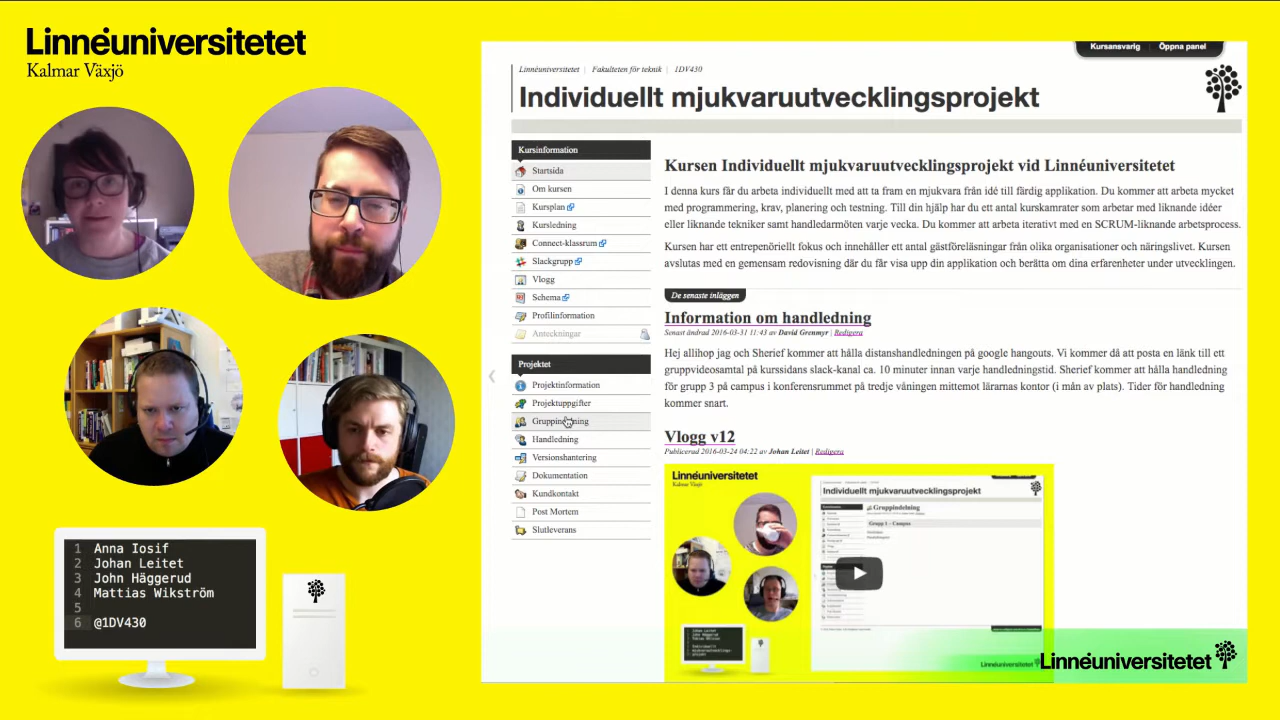 Linnéuniversitetet
Kalmar Växjö
1 Anna Iosif
2 Johan Leitet
3 John Häggerud
4 Mattias Wikström
5
6 @1DV430
Kursansvarig Öppna panel
Linnéuniversitetet | Fakulteten för teknik | 1DV430
Individuellt mjukvaruutvecklingsprojekt
Kursinformation
Startsida
Om kursen
Kursplan
Kursledning
Connect-klassrum
Slackgrupp
Vlogg
Schema
Profilinformation
Anteckningar
Projektet
Projektinformation
Projektuppgifter
Gruppindelning
Handledning
Versionshantering
Dokumentation
Kundkontakt
Post Mortem
Slutleverans
Kursen Individuellt mjukvaruutvecklingsprojekt vid Linnéuniversitetet
I denna kurs får du arbeta individuellt med att ta fram en mjukvara från idé till färdig applikation. Du kommer att arbeta mycket
med programmering, krav, planering och testning. Till din hjälp har du ett antal kurskamrater som arbetar med liknande idéer
eller liknande tekniker samt handledarmöten varje vecka. Du kommer att arbeta iterativt med en SCRUM-liknande arbetsprocess.
Kursen har ett entrepenöriellt fokus och innehåller ett antal gästföreläsningar från olika organisationer och näringslivet. Kursen
avslutas med en gemensam redovisning där du får visa upp din applikation och berätta om dina erfarenheter under utvecklingen.
De senaste inläggen
Information om handledning
Senast ändrad 2016-03-31 11:43 av David Grenmyr | Redigera
Hej allihop jag och Sherief kommer att hålla distanshandledningen på google hangouts. Vi kommer då att posta en länk till ett
gruppvideosamtal på kurssidans slack-kanal ca. 10 minuter innan varje handledningstid. Sherief kommer att hålla handledning
för grupp 3 på campus i konferensrummet på tredje våningen mittemot lärarnas kontor (i mån av plats). Tider för handledning
kommer snart.
Vlogg v12
Publicerad 2016-03-24 04:22 av Johan Leitet | Redigera
Linnéuniversitetet
Kalmar Växjö
Individuellt mjukvaruutvecklingsprojekt
Gruppindelning
Grupp 1 - Campus
Linnéuniversitetet
Linnéuniversitetet